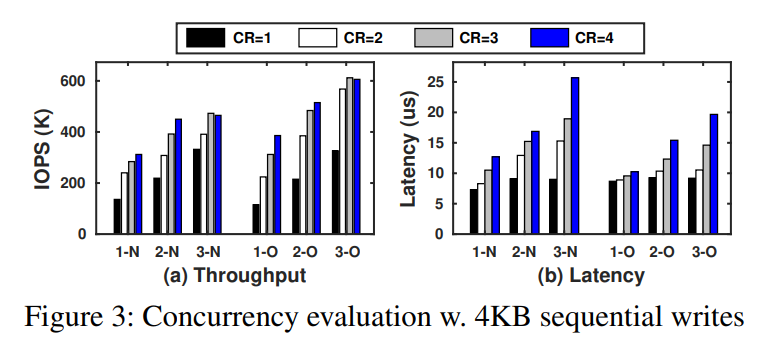 CR=1 CR=2 CR=3 CR=4
IOPS (K)
600
400
200
0
1-N 2-N 3-N 1-O 2-O 3-O
(a) Throughput
Latency (us)
25
20
15
10
5
0
1-N 2-N 3-N 1-O 2-O 3-O
(b) Latency
Figure 3: Concurrency evaluation w. 4KB sequential writes